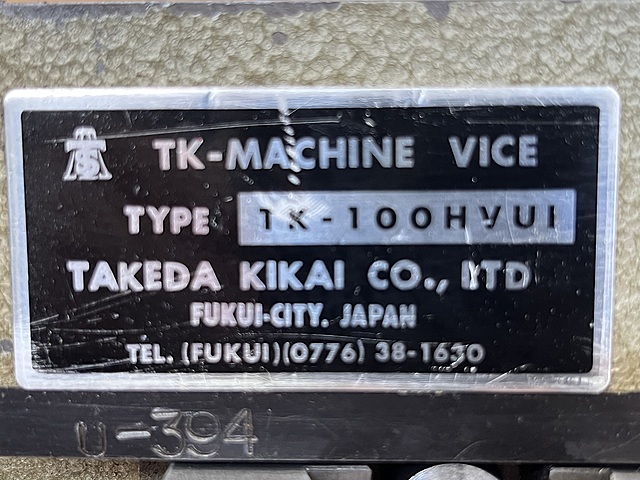 TK-MACHINE VICE
TYPE TK-100HVUI
TAKEDA KIKAI CO., LTD
FUKUI-CITY. JAPAN
TEL. (FUKUI)(0776) 38-1630
U-394